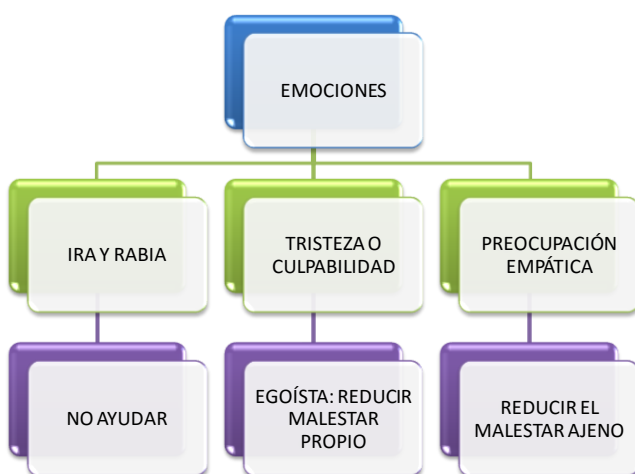 EMOCIONES
IRA Y RABIA
TRISTEZA O
CULPABILIDAD
PREOCUPACIÓN
EMPÁTICA
NO AYUDAR
EGOÍSTA: REDUCIR
MALESTAR
PROPIO
REDUCIR EL
MALESTAR AJENO